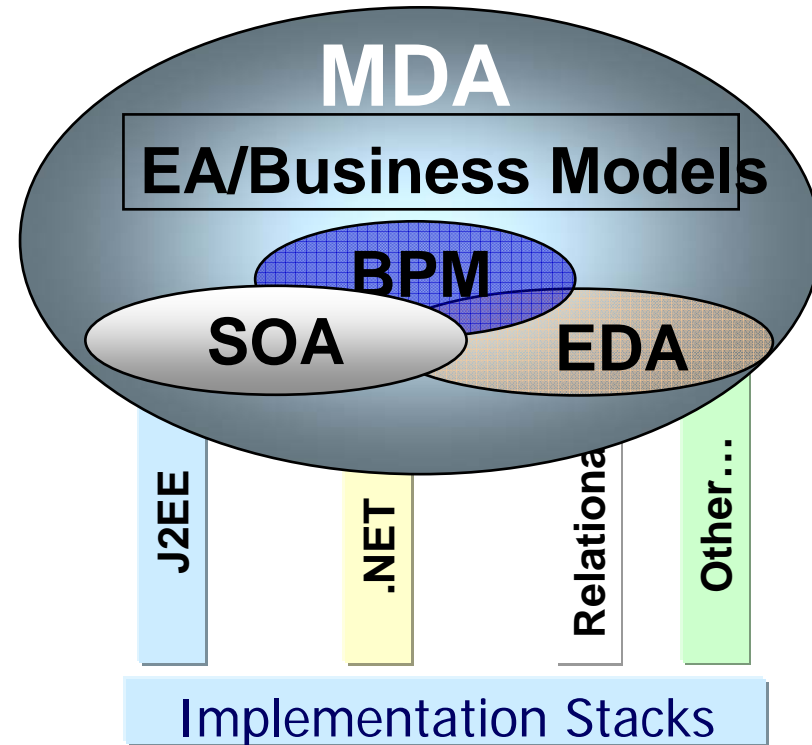 MDA
EA/Business Models
BPM
SOA
EDA
J2EE
.NET
Relationa
Other...
Implementation Stacks